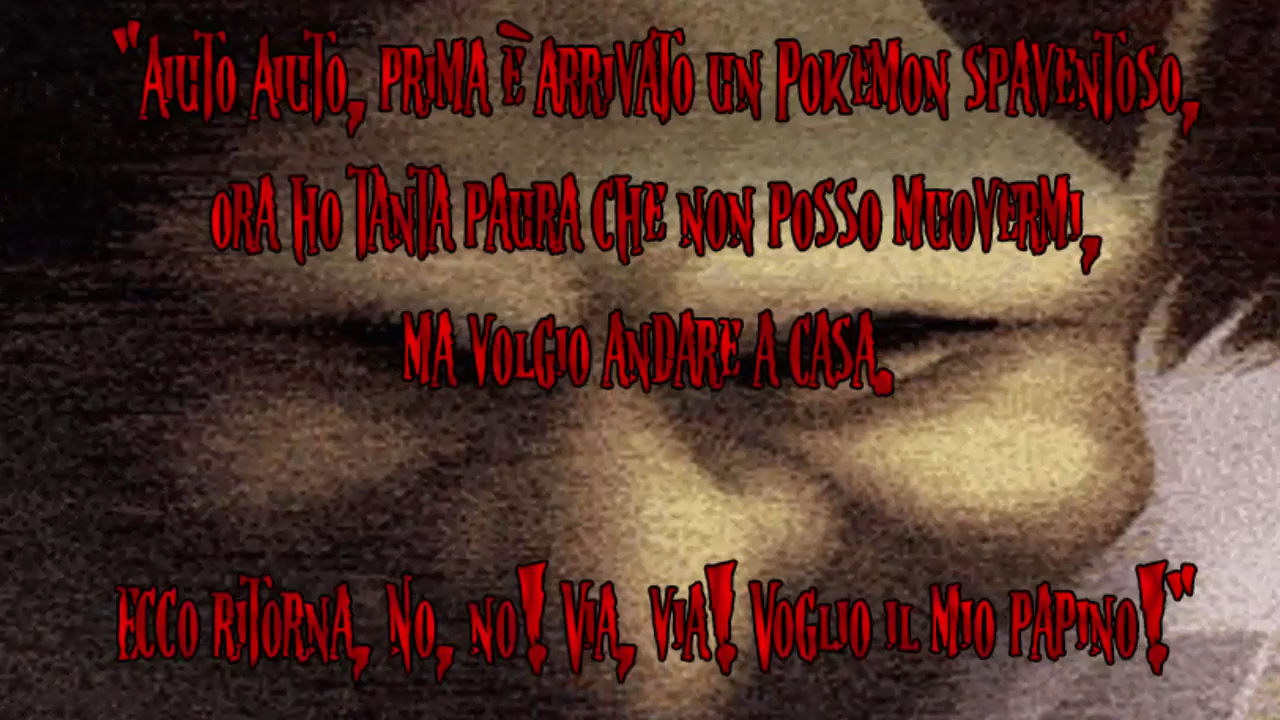 "Aiuto Aiuto, prima è arrivato un Pokemon spaventoso,
ora ho tanta paura che non posso muovermi,
ma volgio andare a casa.
Ecco ritorna, No, no! Via, via! Voglio il mio papino!"